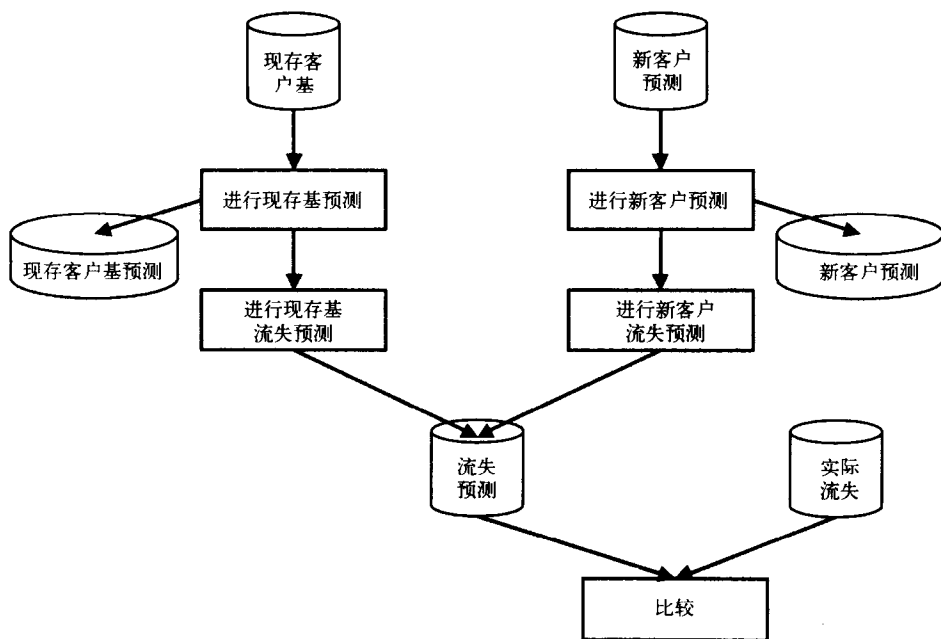 现存客
户基
新客户
预测
进行现存基预测
进行新客户预测
现存客户基预测
新客户预测
进行现存基
流失预测
进行新客户
流失预测
流失
预测
实际
流失
比较